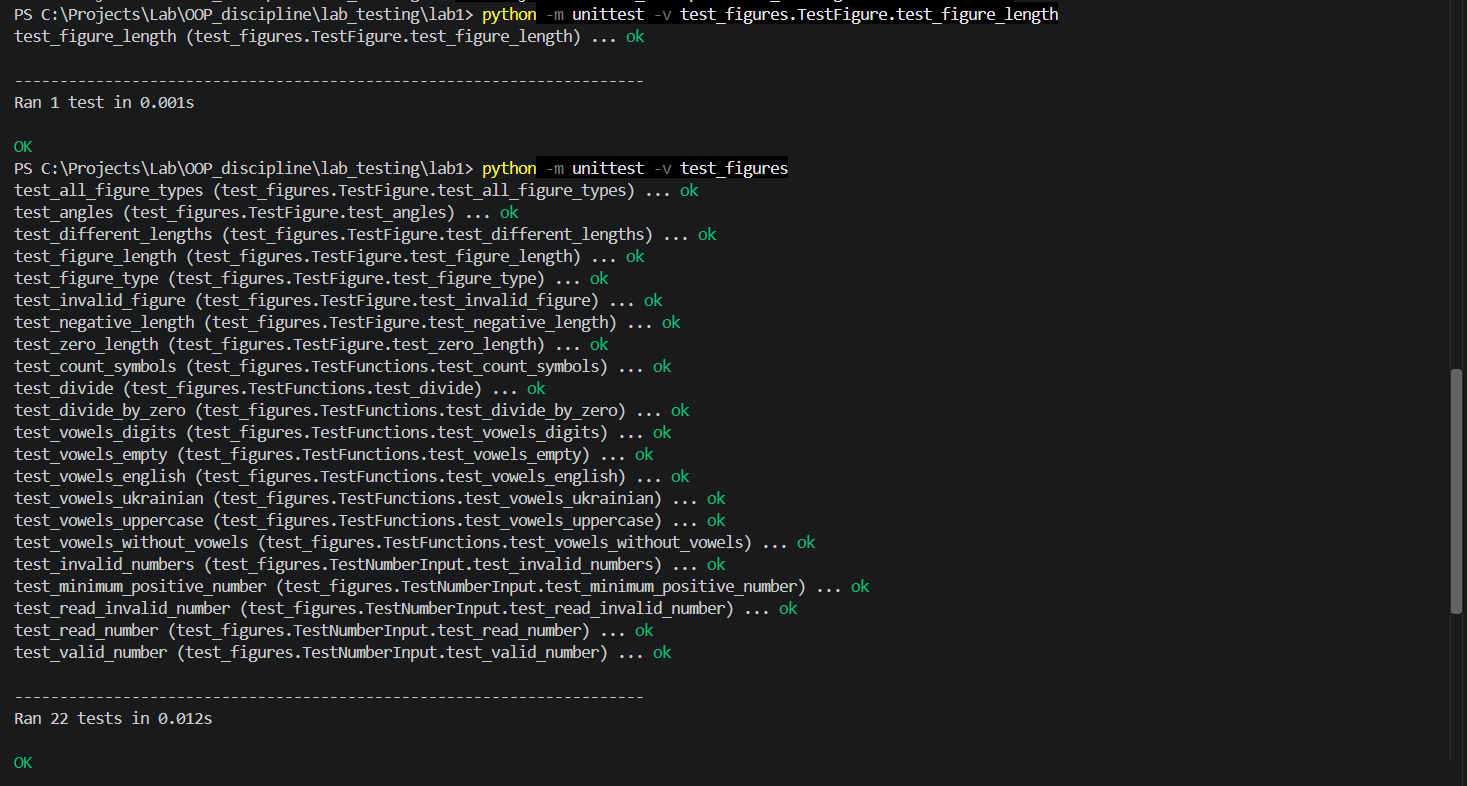 PS C:\Projects\Lab\OOP_discipline\lab_testing\lab1> python -m unittest -v test_figures.TestFigure.test_figure_length
test_figure_length (test_figures.TestFigure.test_figure_length) ... ok
----------------------------------------------------------------------
Ran 1 test in 0.001s
OK
PS C:\Projects\Lab\OOP_discipline\lab_testing\lab1> python -m unittest -v test_figures
test_all_figure_types (test_figures.TestFigure.test_all_figure_types) ... ok
test_angles (test_figures.TestFigure.test_angles) ... ok
test_different_lengths (test_figures.TestFigure.test_different_lengths) ... ok
test_figure_length (test_figures.TestFigure.test_figure_length) ... ok
test_figure_type (test_figures.TestFigure.test_figure_type) ... ok
test_invalid_figure (test_figures.TestFigure.test_invalid_figure) ... ok
test_negative_length (test_figures.TestFigure.test_negative_length) ... ok
test_zero_length (test_figures.TestFigure.test_zero_length) ... ok
test_count_symbols (test_figures.TestFunctions.test_count_symbols) ... ok
test_divide (test_figures.TestFunctions.test_divide) ... ok
test_divide_by_zero (test_figures.TestFunctions.test_divide_by_zero) ... ok
test_vowels_digits (test_figures.TestFunctions.test_vowels_digits) ... ok
test_vowels_empty (test_figures.TestFunctions.test_vowels_empty) ... ok
test_vowels_english (test_figures.TestFunctions.test_vowels_english) ... ok
test_vowels_ukrainian (test_figures.TestFunctions.test_vowels_ukrainian) ... ok
test_vowels_uppercase (test_figures.TestFunctions.test_vowels_uppercase) ... ok
test_vowels_without_vowels (test_figures.TestFunctions.test_vowels_without_vowels) ... ok
test_invalid_numbers (test_figures.TestNumberInput.test_invalid_numbers) ... ok
test_minimum_positive_number (test_figures.TestNumberInput.test_minimum_positive_number) ... ok
test_read_invalid_number (test_figures.TestNumberInput.test_read_invalid_number) ... ok
test_read_number (test_figures.TestNumberInput.test_read_number) ... ok
test_valid_number (test_figures.TestNumberInput.test_valid_number) ... ok
----------------------------------------------------------------------
Ran 22 tests in 0.012s
OK